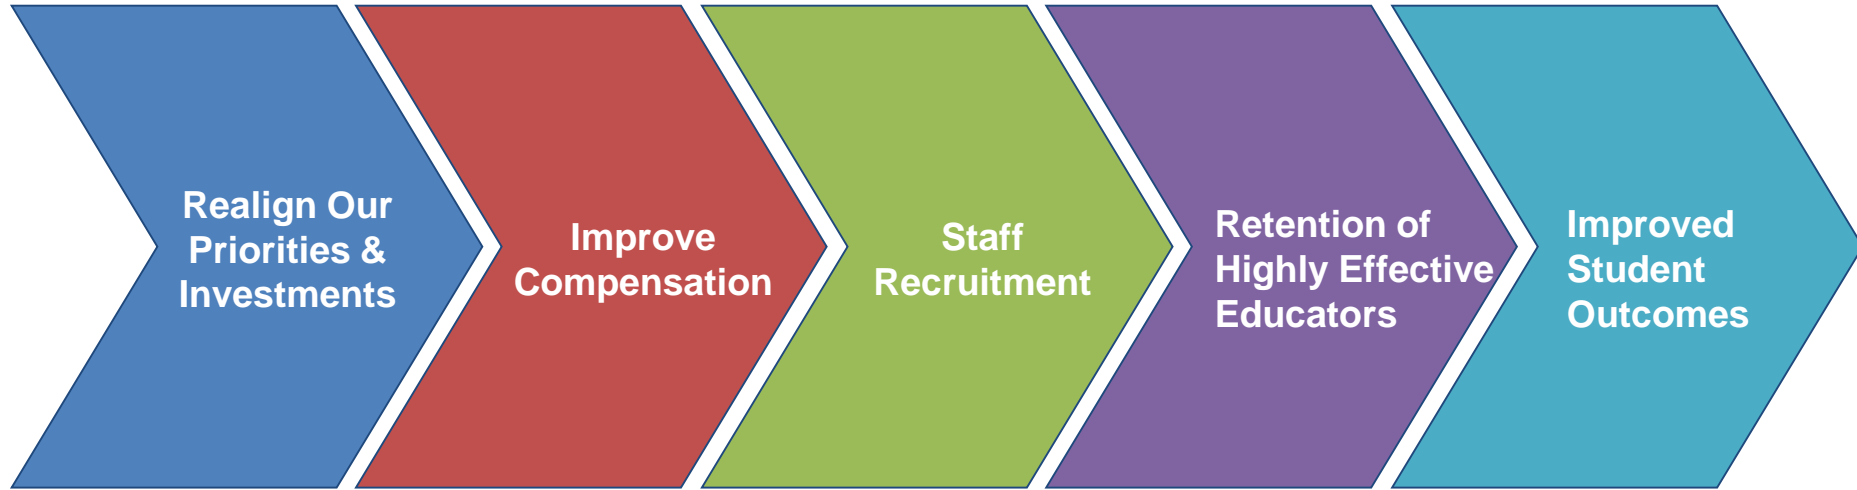 Realign Our
Priorities &
Investments
Improve
Compensation
Staff
Recruitment
Retention of
Highly Effective
Educators
Improved
Student
Outcomes